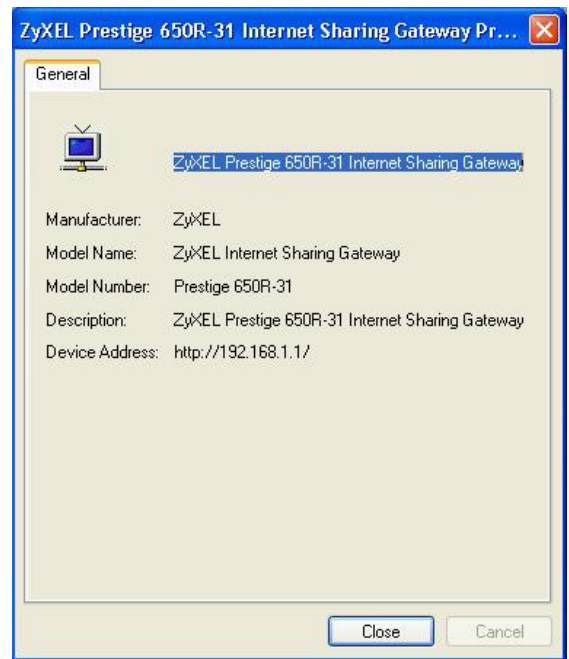 ZyXEL Prestige 650R-31 Internet Sharing Gateway Pr...
General
ZyXEL Prestige 650R-31 Internet Sharing Gateway
Manufacturer: ZyXEL
Model Name: ZyXEL Internet Sharing Gateway
Model Number: Prestige 650R-31
Description: ZyXEL Prestige 650R-31 Internet Sharing Gateway
Device Address: http://192.168.1.1/
Close Cancel